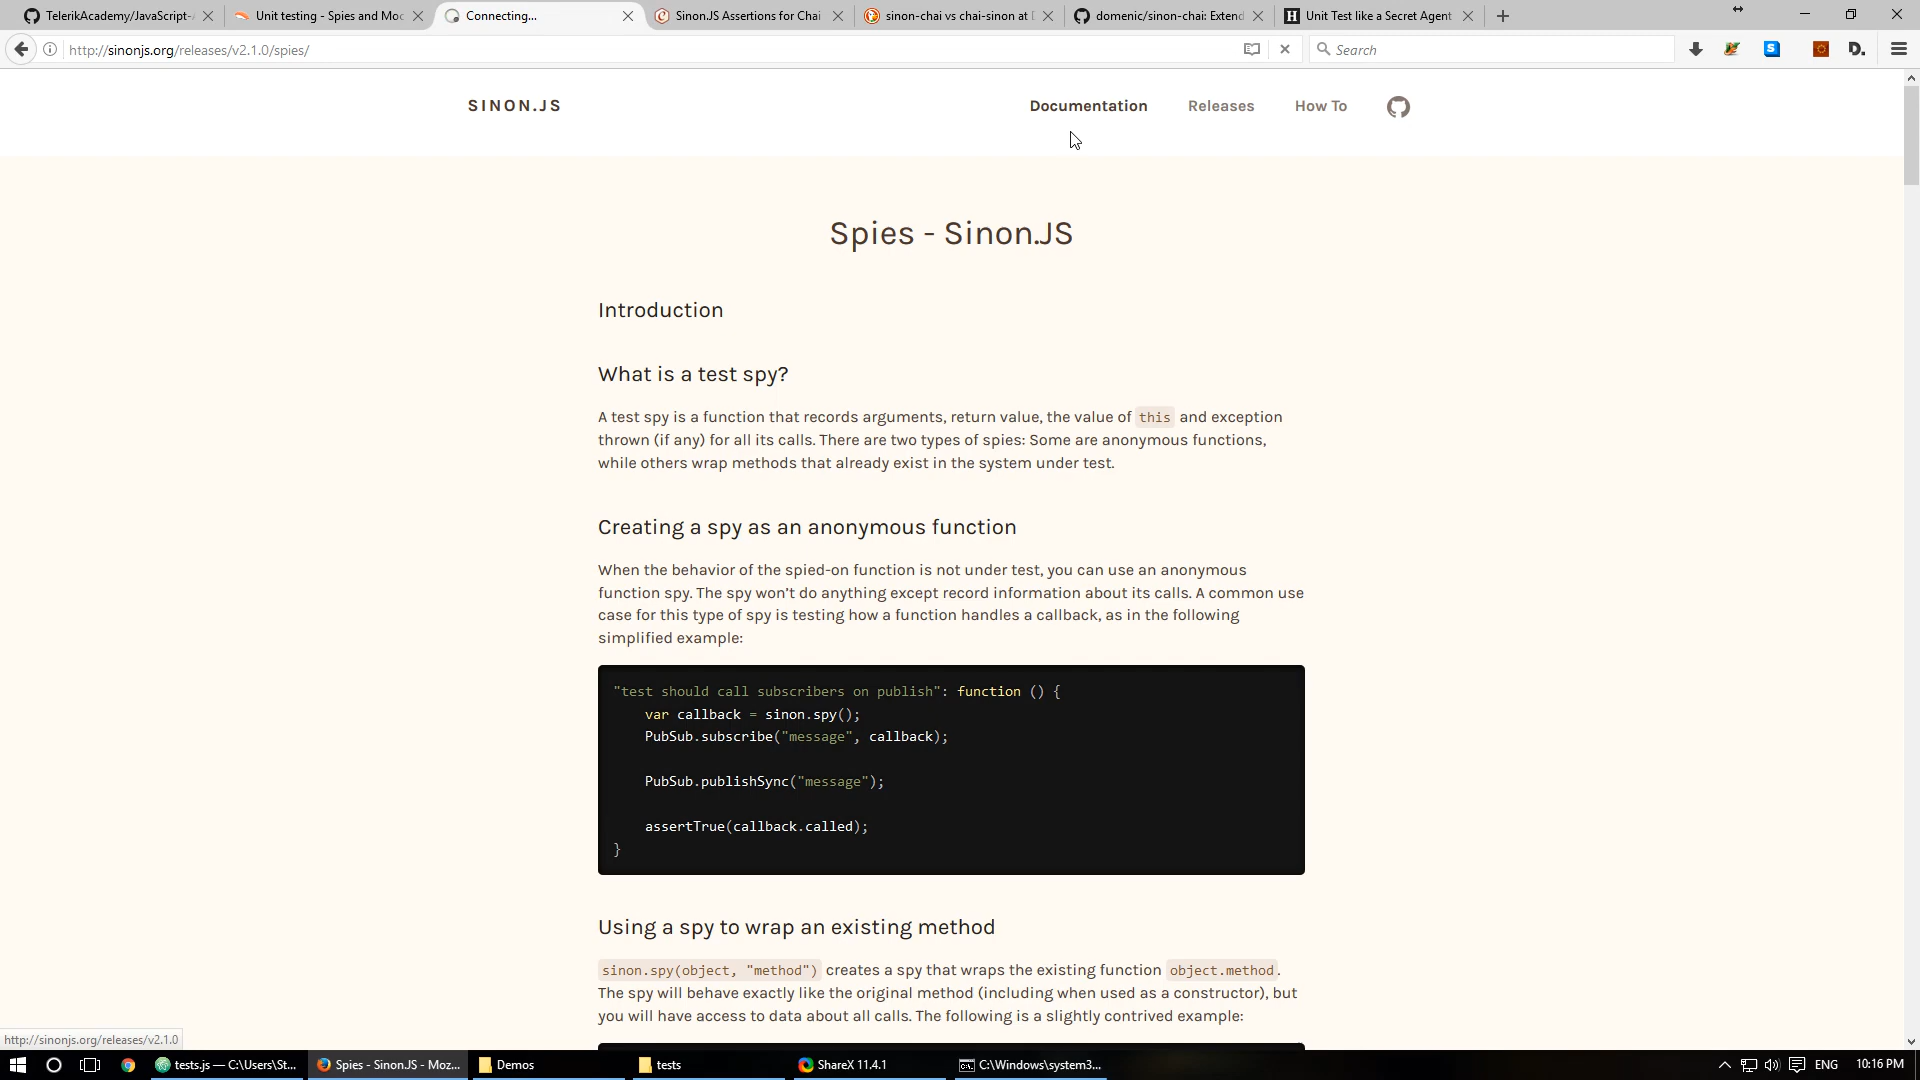 TelerikAcademy/JavaScript-A
Unit testing - Spies and Moc
Connecting...
Sinon.JS Assertions for Chai
sinon-chai vs chai-sinon at D
domenic/sinon-chai: Extend
Unit Test like a Secret Agent
http://sinonjs.org/releases/v2.1.0/spies/
Search
SINON.JS
Documentation
Releases
How To
Spies - Sinon.JS
Introduction
What is a test spy?
A test spy is a function that records arguments, return value, the value of this and exception
thrown (if any) for all its calls. There are two types of spies: Some are anonymous functions,
while others wrap methods that already exist in the system under test.
Creating a spy as an anonymous function
When the behavior of the spied-on function is not under test, you can use an anonymous
function spy. The spy won’t do anything except record information about its calls. A common use
case for this type of spy is testing how a function handles a callback, as in the following
simplified example:
"test should call subscribers on publish": function () {
var callback = sinon.spy();
PubSub.subscribe("message", callback);
PubSub.publishSync("message");
assertTrue(callback.called);
}
Using a spy to wrap an existing method
sinon.spy(object, "method") creates a spy that wraps the existing function object.method.
The spy will behave exactly like the original method (including when used as a constructor), but
you will have access to data about all calls. The following is a slightly contrived example:
http://sinonjs.org/releases/v2.1.0
tests.js — C:\Users\St...
Spies - Sinon.JS - Moz...
Demos
tests
ShareX 11.4.1
C:\Windows\system3...
ENG
10:16 PM